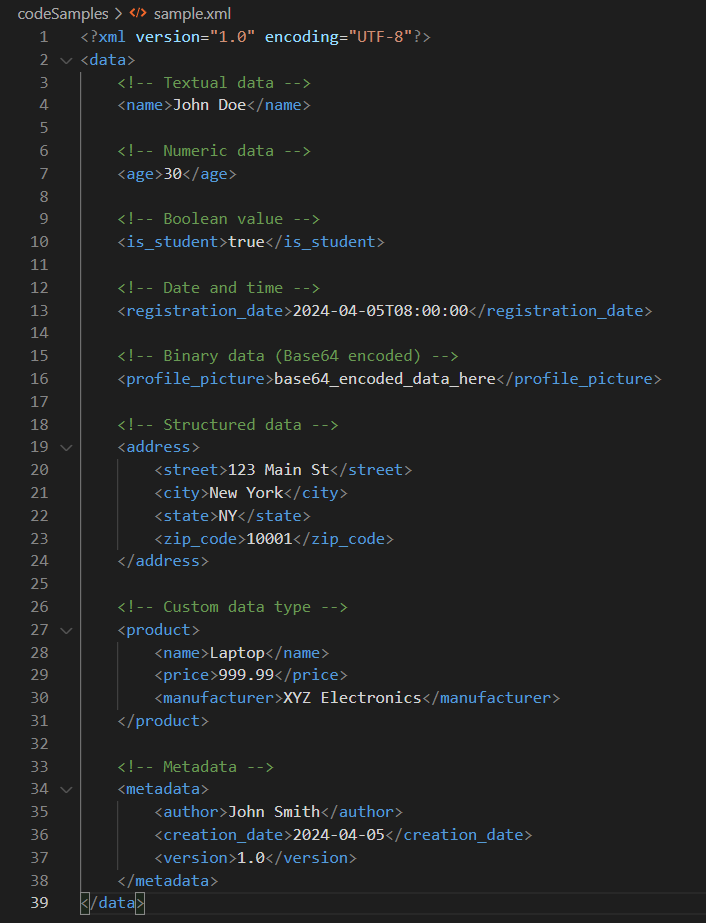 codeSamples > sample.xml
1 <?xml version="1.0" encoding="UTF-8"?>
2 <data>
3     <!-- Textual data -->
4     <name>John Doe</name>
5
6     <!-- Numeric data -->
7     <age>30</age>
8
9     <!-- Boolean value -->
10     <is_student>true</is_student>
11
12     <!-- Date and time -->
13     <registration_date>2024-04-05T08:00:00</registration_date>
14
15     <!-- Binary data (Base64 encoded) -->
16     <profile_picture>base64_encoded_data_here</profile_picture>
17
18     <!-- Structured data -->
19     <address>
20         <street>123 Main St</street>
21         <city>New York</city>
22         <state>NY</state>
23         <zip_code>10001</zip_code>
24     </address>
25
26     <!-- Custom data type -->
27     <product>
28         <name>Laptop</name>
29         <price>999.99</price>
30         <manufacturer>XYZ Electronics</manufacturer>
31     </product>
32
33     <!-- Metadata -->
34     <metadata>
35         <author>John Smith</author>
36         <creation_date>2024-04-05</creation_date>
37         <version>1.0</version>
38     </metadata>
39 </data>